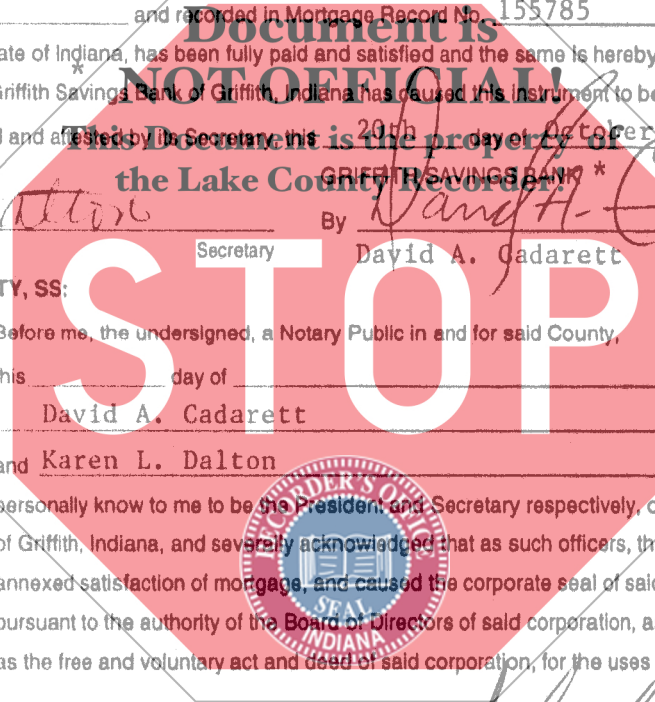 and recorded in Mortgage Record No. 155785
Document is
ate of Indiana, has been fully paid and satisfied and the same is hereby
*
NOT OFFICIAL!
riffith Savings Bank of Griffith, Indiana has caused this instrument to be
d and attested by its Secretary, this 20th day of October
This Document is the property of
the Lake County Recorder!
GRIFFITH SAVINGS BANK *
By David A.
Secretary
David A. Cadarett
TY, SS:
STOP
Before me, the undersigned, a Notary Public in and for said County,
this day of
David A. Cadarett
and Karen L. Dalton
personally know to me to be the President and Secretary respectively, o
of Griffith, Indiana, and severally acknowledged that as such officers, th
annexed satisfaction of mortgage, and caused the corporate seal of said
pursuant to the authority of the Board of Directors of said corporation, a
as the free and voluntary act and deed of said corporation, for the uses
RECORDER'S OFFICE
SEAL
INDIANA